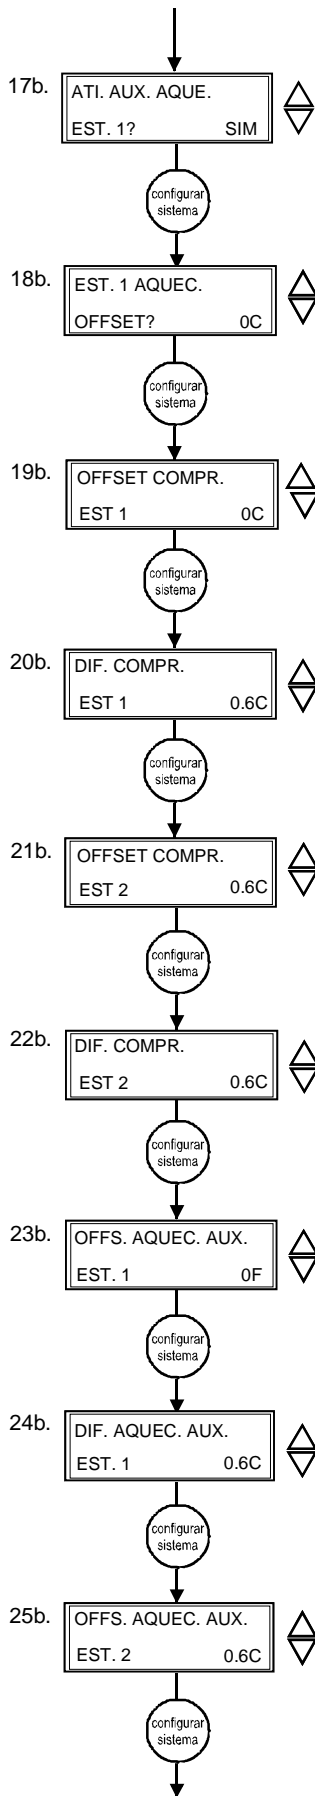 17b.
ATI. AUX. AQUE.
EST. 1? SIM
configurar
sistema
18b.
EST. 1 AQUEC.
OFFSET? 0C
configurar
sistema
19b.
OFFSET COMPR.
EST 1 0C
configurar
sistema
20b.
DIF. COMPR.
EST 1 0.6C
configurar
sistema
21b.
OFFSET COMPR.
EST 2 0.6C
configurar
sistema
22b.
DIF. COMPR.
EST 2 0.6C
configurar
sistema
23b.
OFFS. AQUEC. AUX.
EST. 1 0F
configurar
sistema
24b.
DIF. AQUEC. AUX.
EST. 1 0.6C
configurar
sistema
25b.
OFFS. AQUEC. AUX.
EST. 2 0.6C
configurar
sistema